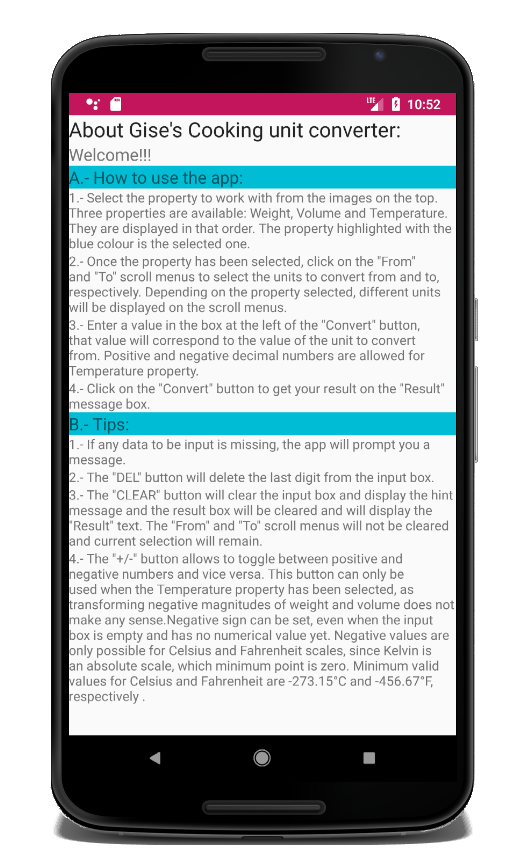 LTE 10:52
About Gise's Cooking unit converter:
Welcome!!!
A.- How to use the app:
1.- Select the property to work with from the images on the top.
Three properties are available: Weight, Volume and Temperature.
They are displayed in that order. The property highlighted with the
blue colour is the selected one.
2.- Once the property has been selected, click on the "From"
and "To" scroll menus to select the units to convert from and to,
respectively. Depending on the property selected, different units
will be displayed on the scroll menus.
3.- Enter a value in the box at the left of the "Convert" button,
that value will correspond to the value of the unit to convert
from. Positive and negative decimal numbers are allowed for
Temperature property.
4.- Click on the "Convert" button to get your result on the "Result"
message box.
B.- Tips:
1.- If any data to be input is missing, the app will prompt you a
message.
2.- The "DEL" button will delete the last digit from the input box.
3.- The "CLEAR" button will clear the input box and display the hint
message and the result box will be cleared and will display the
"Result" text. The "From" and "To" scroll menus will not be cleared
and current selection will remain.
4.- The "+/-" button allows to toggle between positive and
negative numbers and vice versa. This button can only be
used when the Temperature property has been selected, as
transforming negative magnitudes of weight and volume does not
make any sense.Negative sign can be set, even when the input
box is empty and has no numerical value yet. Negative values are
only possible for Celsius and Fahrenheit scales, since Kelvin is
an absolute scale, which minimum point is zero. Minimum valid
values for Celsius and Fahrenheit are -273.15°C and -456.67°F,
respectively .